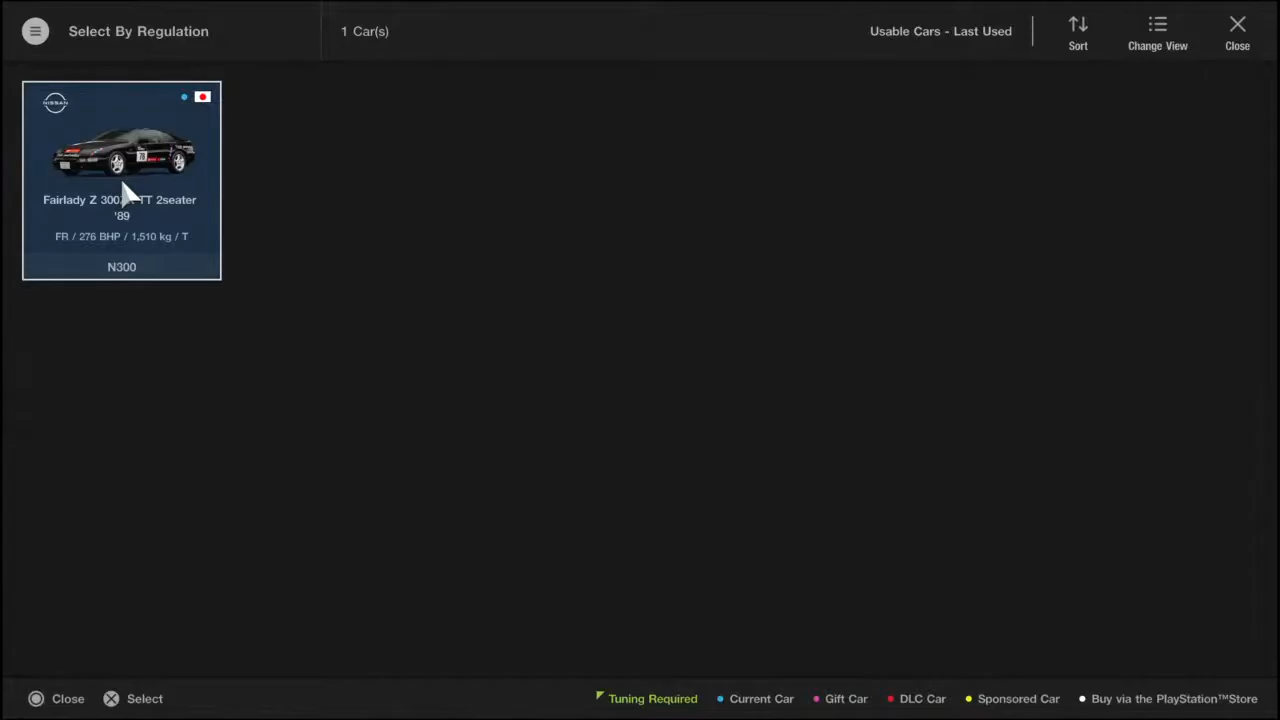 Select By Regulation
1 Car(s)
Usable Cars - Last Used
Sort
Change View
Close
NISSAN
Fairlady Z TT 2seater
'89
FR / 276 BHP / 1,510 kg / T
N300
Close
Select
Tuning Required
Current Car
Gift Car
DLC Car
Sponsored Car
Buy via the PlayStation™Store